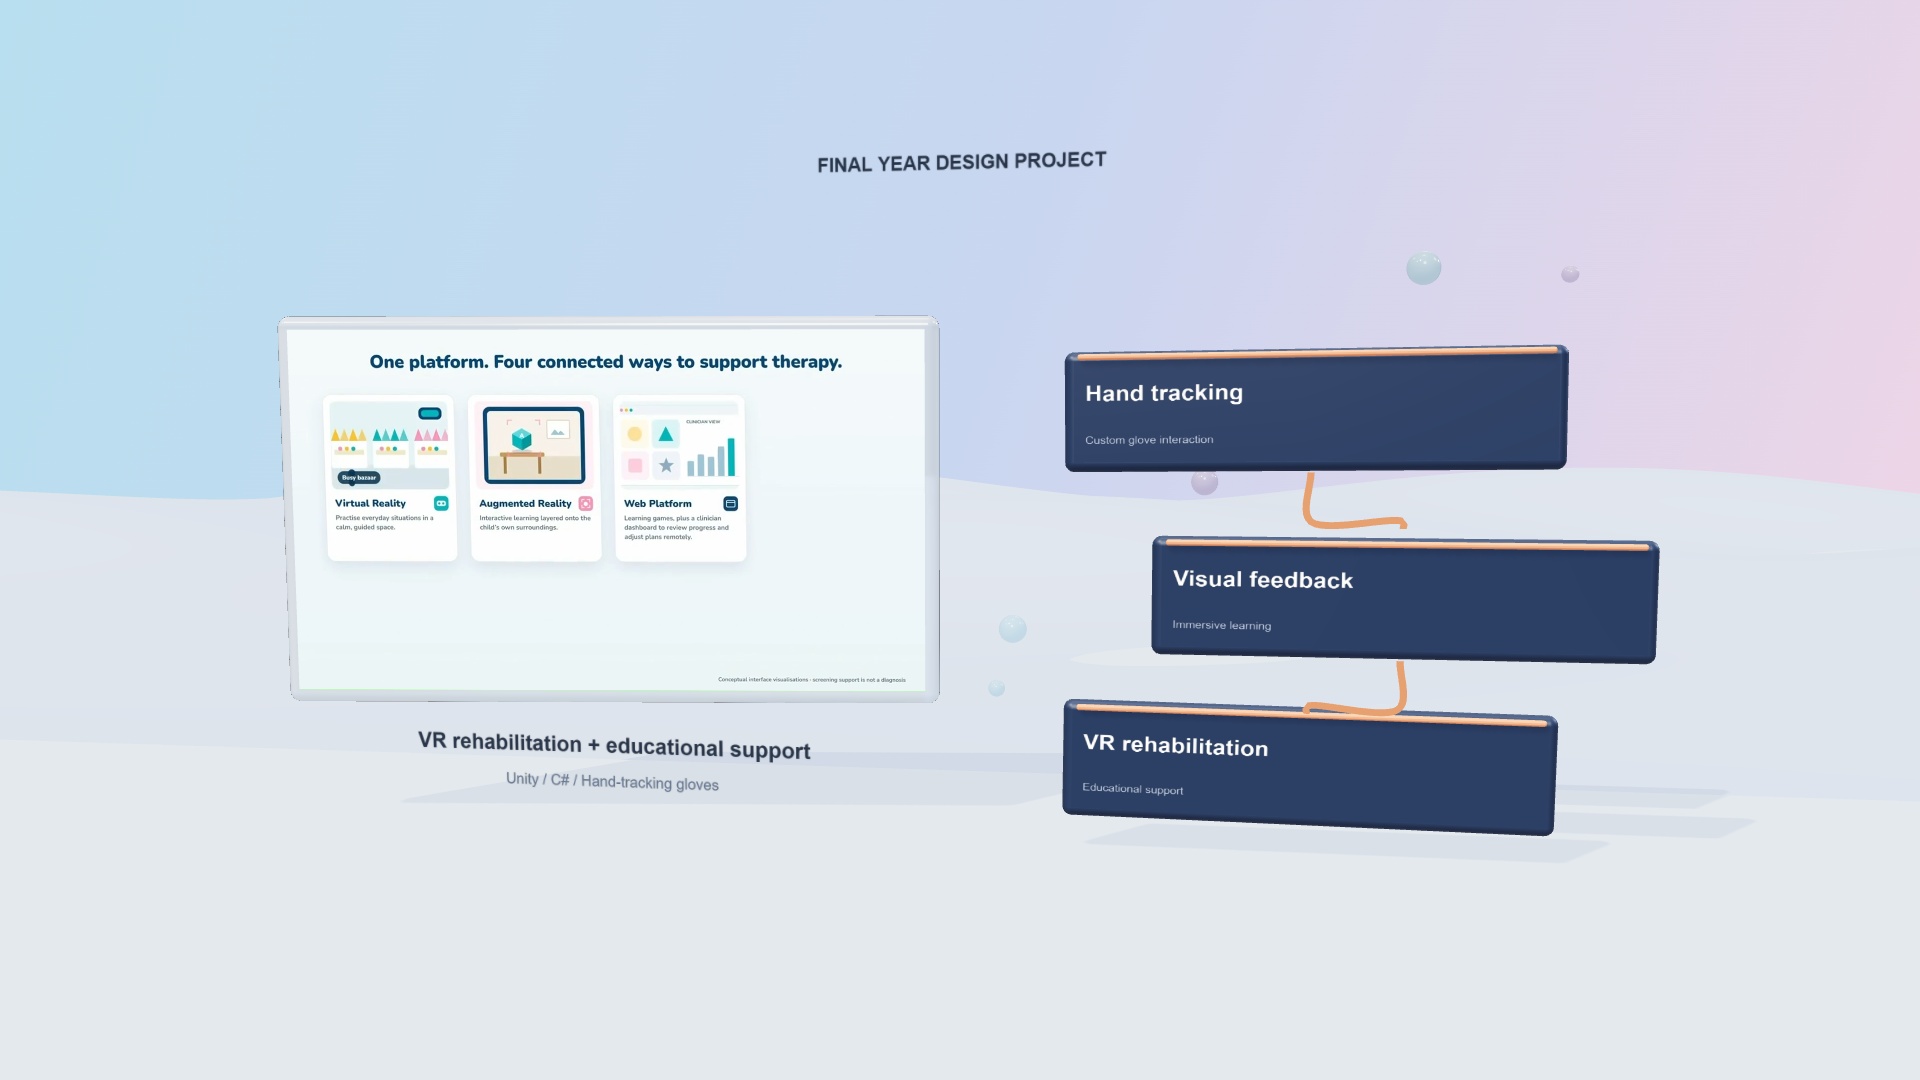 FINAL YEAR DESIGN PROJECT
One platform. Four connected ways to support therapy.
Busy bazaar
Virtual Reality
Practise everyday situations in a
calm, guided space.
Augmented Reality
Interactive learning layered onto the
child's own surroundings.
CLINICIAN VIEW
Web Platform
Learning games, plus a clinician
dashboard to review progress and
adjust plans remotely.
Conceptual interface visualisations - screening support is not a diagnosis
VR rehabilitation + educational support
Unity / C# / Hand-tracking gloves
Hand tracking
Custom glove interaction
Visual feedback
Immersive learning
VR rehabilitation
Educational support